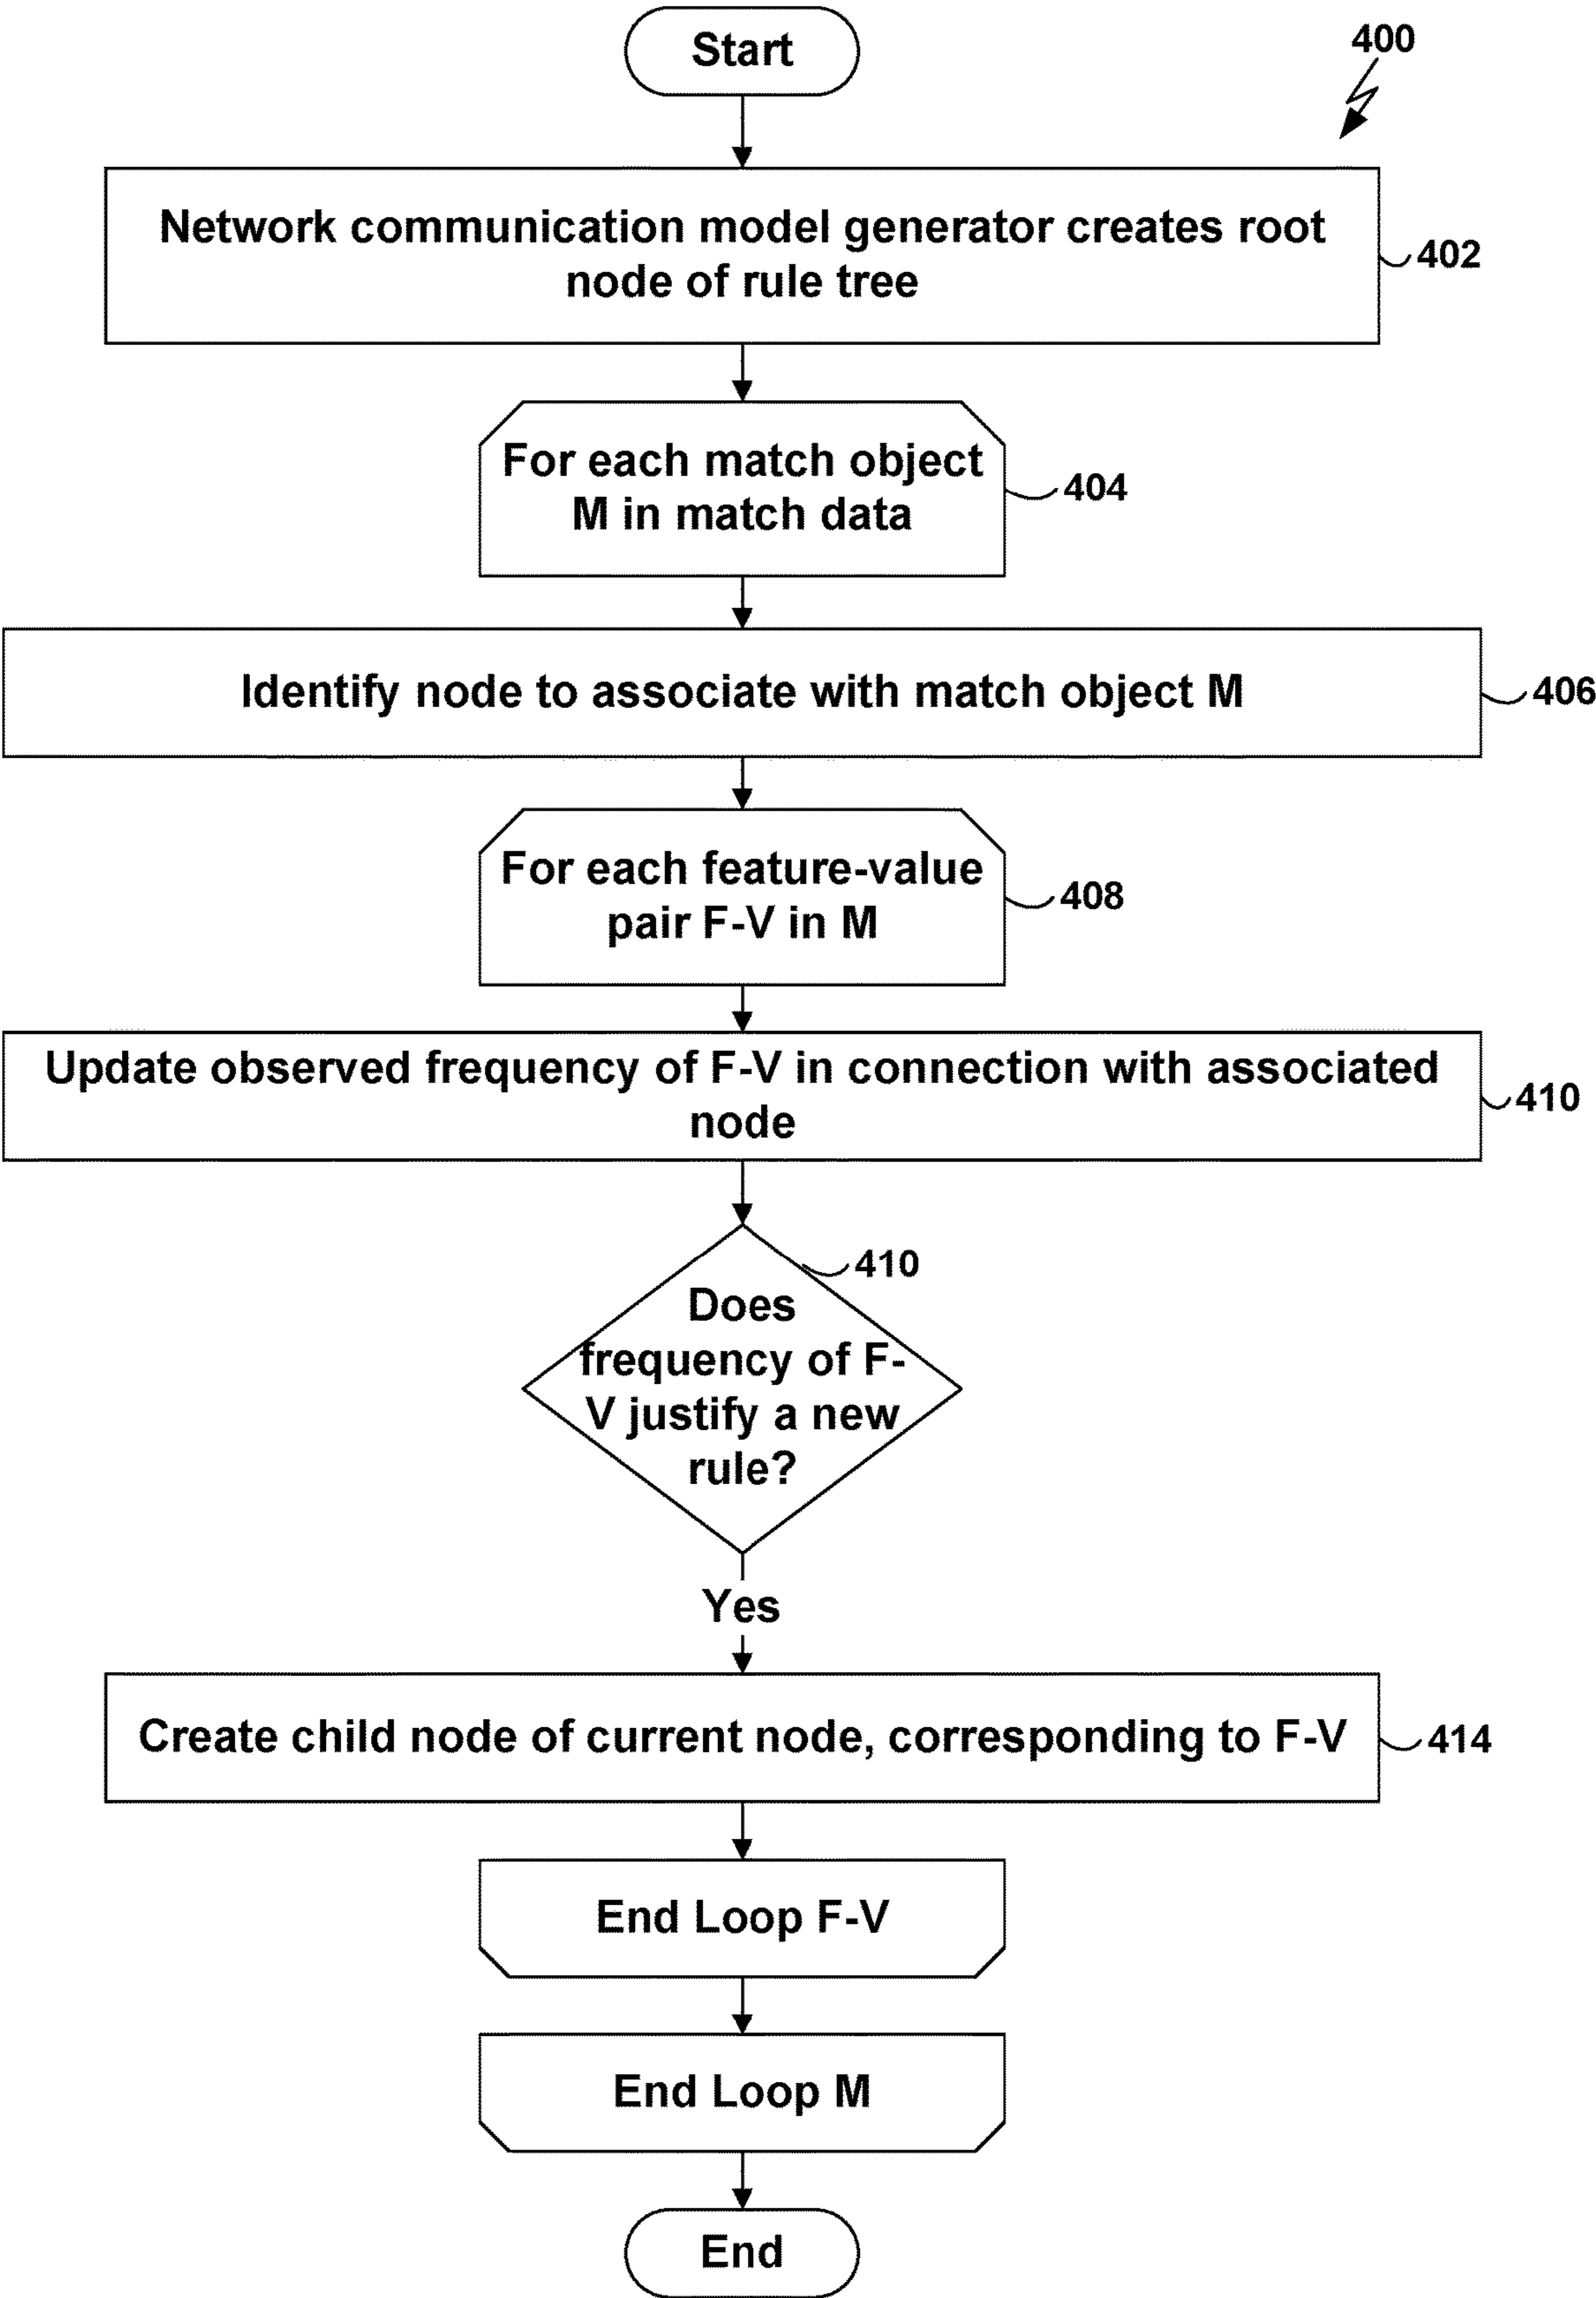 Start
400
Network communication model generator creates root
node of rule tree
402
For each match object
M in match data
404
Identify node to associate with match object M
406
For each feature-value
pair F-V in M
408
Update observed frequency of F-V in connection with associated
node
410
410
Does
frequency of F-
V justify a new
rule?
Yes
Create child node of current node, corresponding to F-V
414
End Loop F-V
End Loop M
End